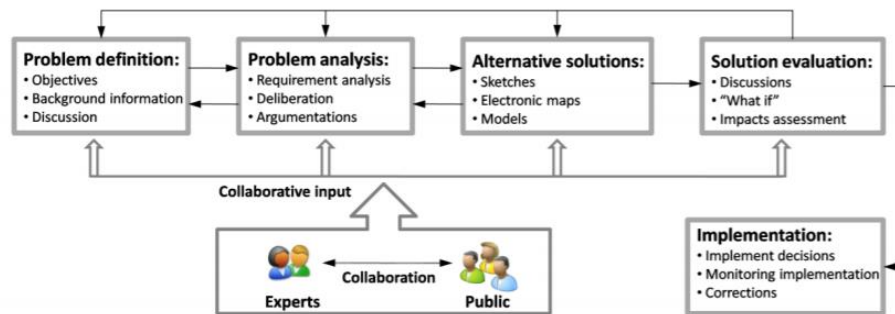 Problem definition:
• Objectives
• Background information
• Discussion
Problem analysis:
• Requirement analysis
• Deliberation
• Argumentations
Alternative solutions:
• Sketches
• Electronic maps
• Models
Solution evaluation:
• Discussions
• “What if”
• Impacts assessment
Collaborative input
Collaboration
Experts
Public
Implementation:
• Implement decisions
• Monitoring implementation
• Corrections